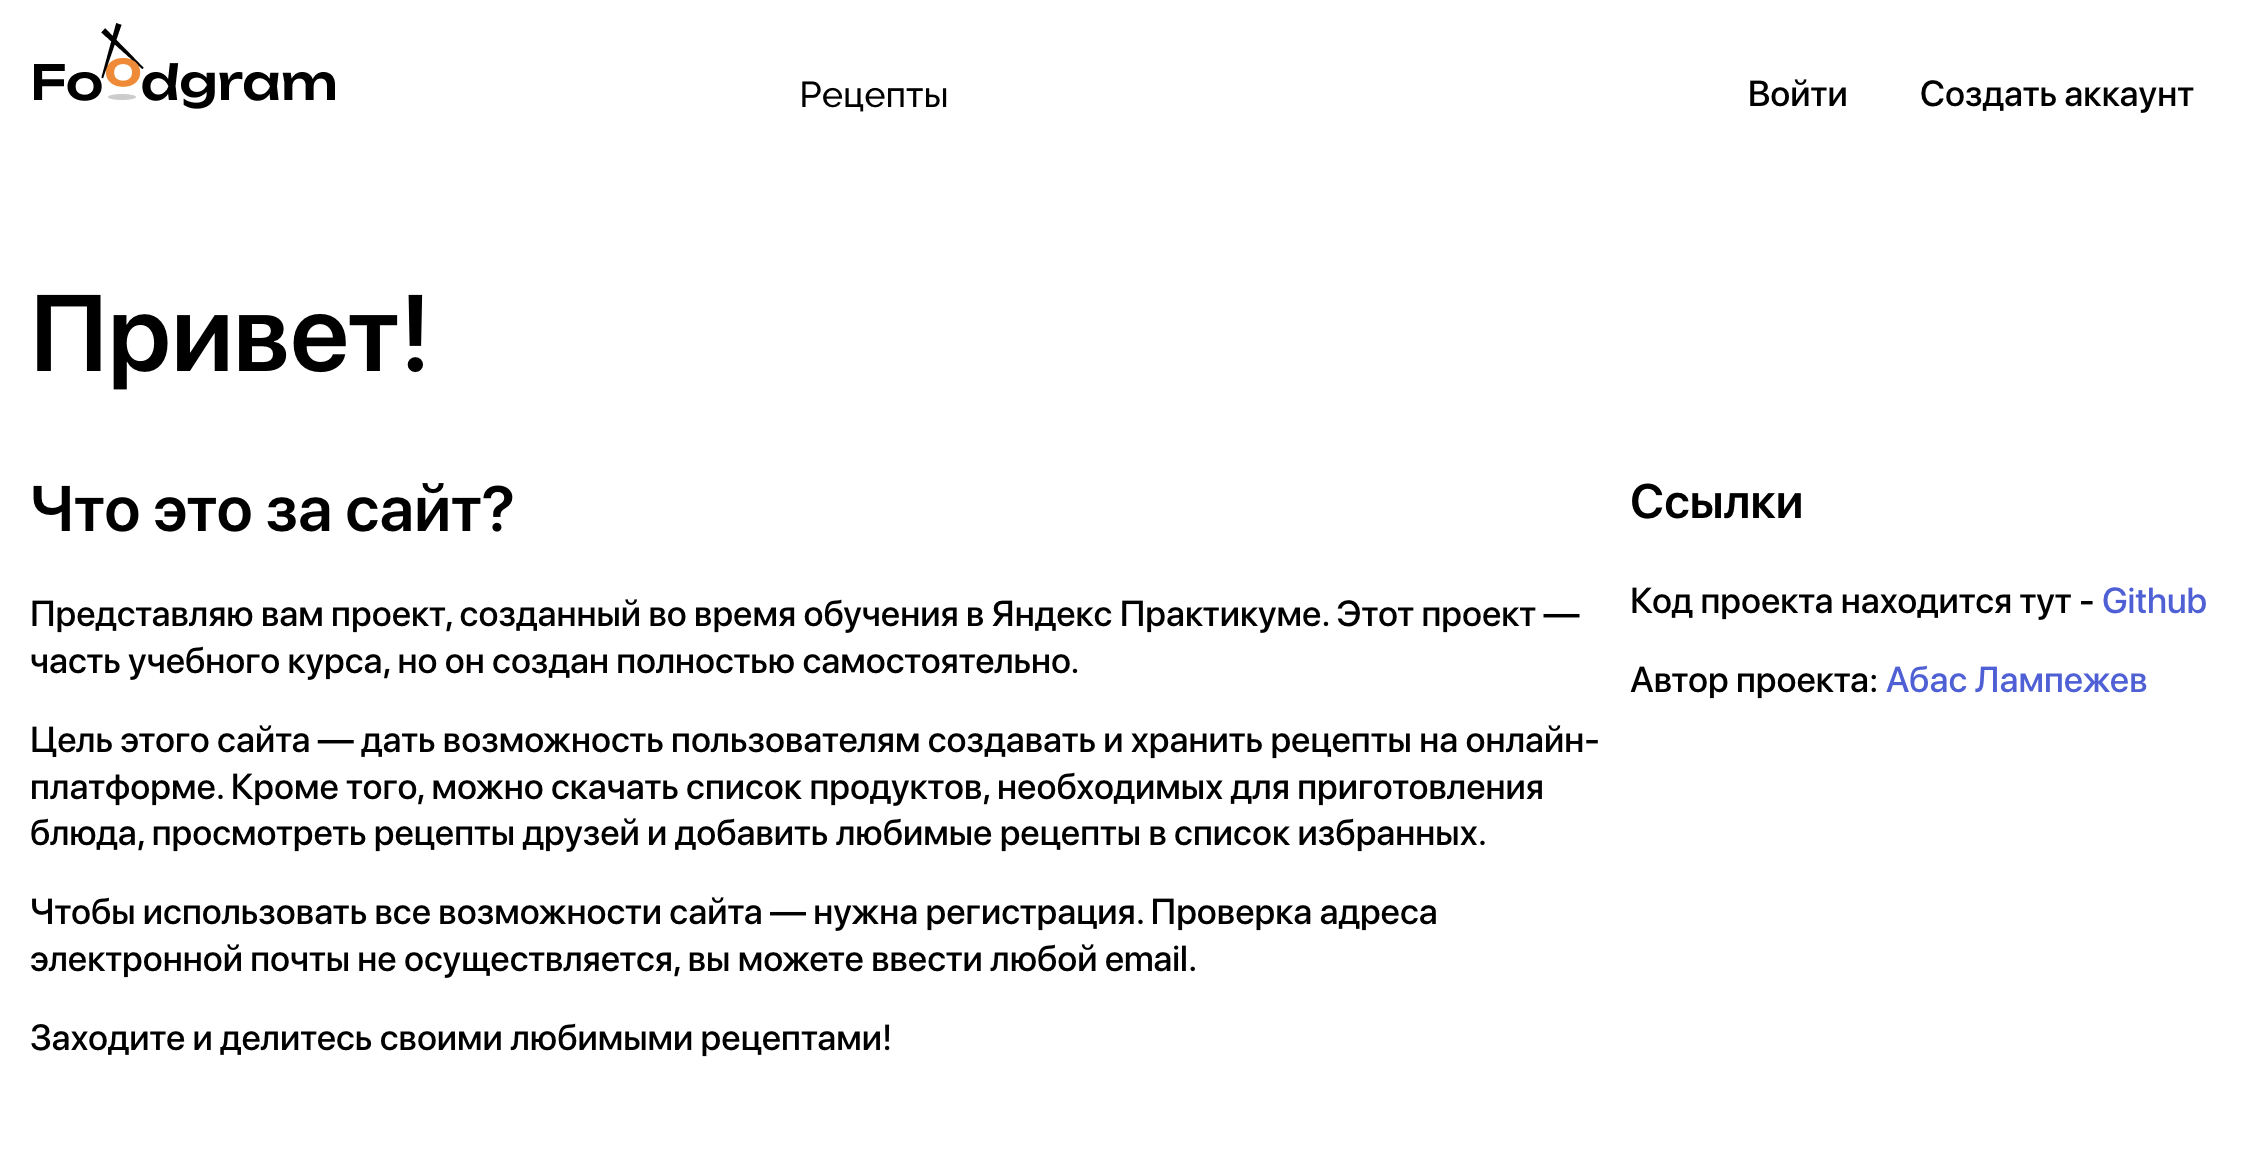 Foodgram
Рецепты
Войти
Создать аккаунт
Привет!
Что это за сайт?
Представляю вам проект, созданный во время обучения в Яндекс Практикуме. Этот проект —
часть учебного курса, но он создан полностью самостоятельно.
Цель этого сайта — дать возможность пользователям создавать и хранить рецепты на онлайн-
платформе. Кроме того, можно скачать список продуктов, необходимых для приготовления
блюда, просмотреть рецепты друзей и добавить любимые рецепты в список избранных.
Чтобы использовать все возможности сайта — нужна регистрация. Проверка адреса
электронной почты не осуществляется, вы можете ввести любой email.
Заходите и делитесь своими любимыми рецептами!
Ссылки
Код проекта находится тут - Github
Автор проекта: Абас Лампежев